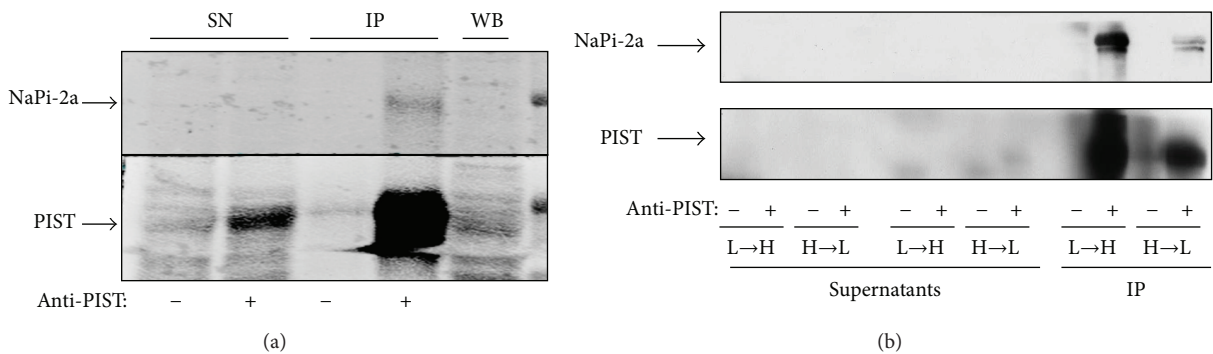 SN IP WB
NaPi-2a
PIST
Anti-PIST: − + − +
(a)
NaPi-2a
PIST
Anti-PIST: − + − + − + − + − + − +
L→H H→L L→H H→L L→H H→L
Supernatants IP
(b)